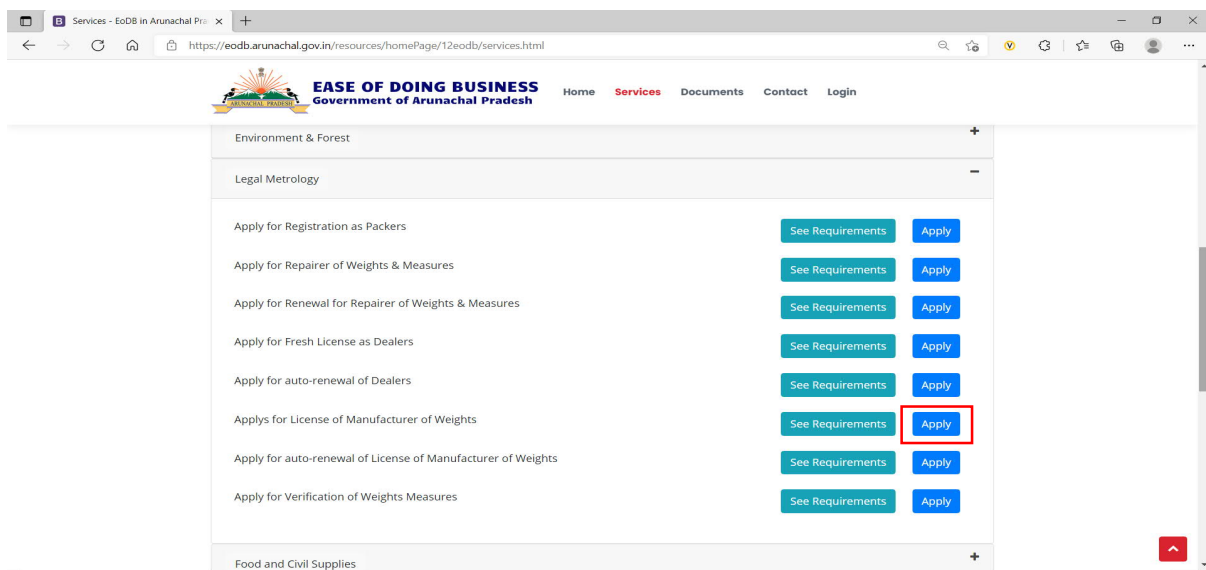 Services - EoDB in Arunachal Pra
https://eodb.arunachal.gov.in/resources/homePage/12eodb/services.html
ARUNACHAL PRADESH
EASE OF DOING BUSINESS
Government of Arunachal Pradesh
Home Services Documents Contact Login
Environment & Forest
Legal Metrology
Apply for Registration as Packers See Requirements Apply
Apply for Repairer of Weights & Measures See Requirements Apply
Apply for Renewal for Repairer of Weights & Measures See Requirements Apply
Apply for Fresh License as Dealers See Requirements Apply
Apply for auto-renewal of Dealers See Requirements Apply
Applys for License of Manufacturer of Weights See Requirements Apply
Apply for auto-renewal of License of Manufacturer of Weights See Requirements Apply
Apply for Verification of Weights Measures See Requirements Apply
Food and Civil Supplies